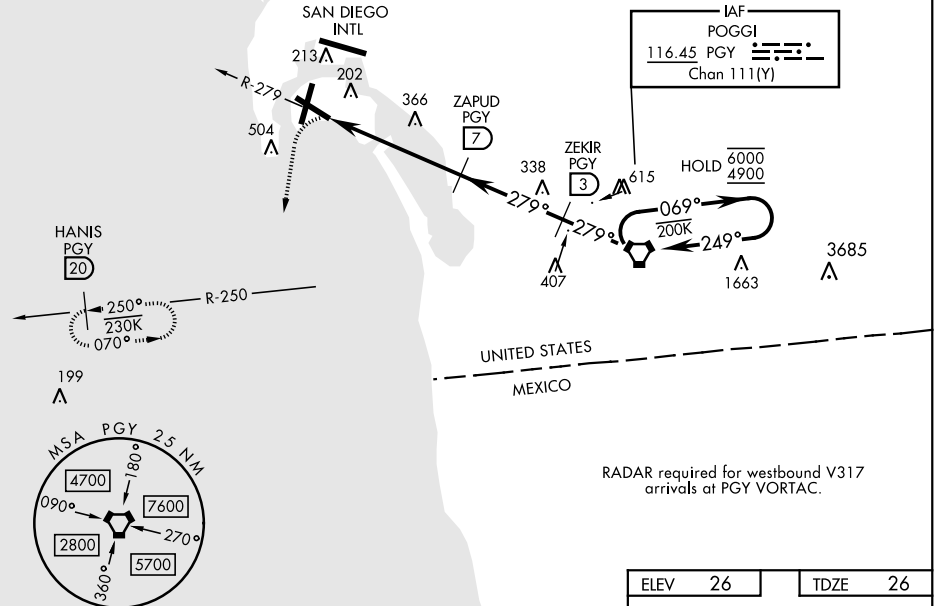 SAN DIEGO
INTL
213
202
R-279
504
366
ZAPUD
PGY
7
IAF
POGGI
116.45 PGY
Chan 111(Y)
ZEKIR
PGY
3
338
615
HOLD 6000
4900
279°
279°
069°
200K
249°
407
1663
3685
HANIS
PGY
20
250°
230K
070°
R-250
199
UNITED STATES
MEXICO
MSA PGY 25 NM
180°
4700
090°
7600
270°
2800
5700
360°
RADAR required for westbound V317
arrivals at PGY VORTAC.
ELEV 26
TDZE 26